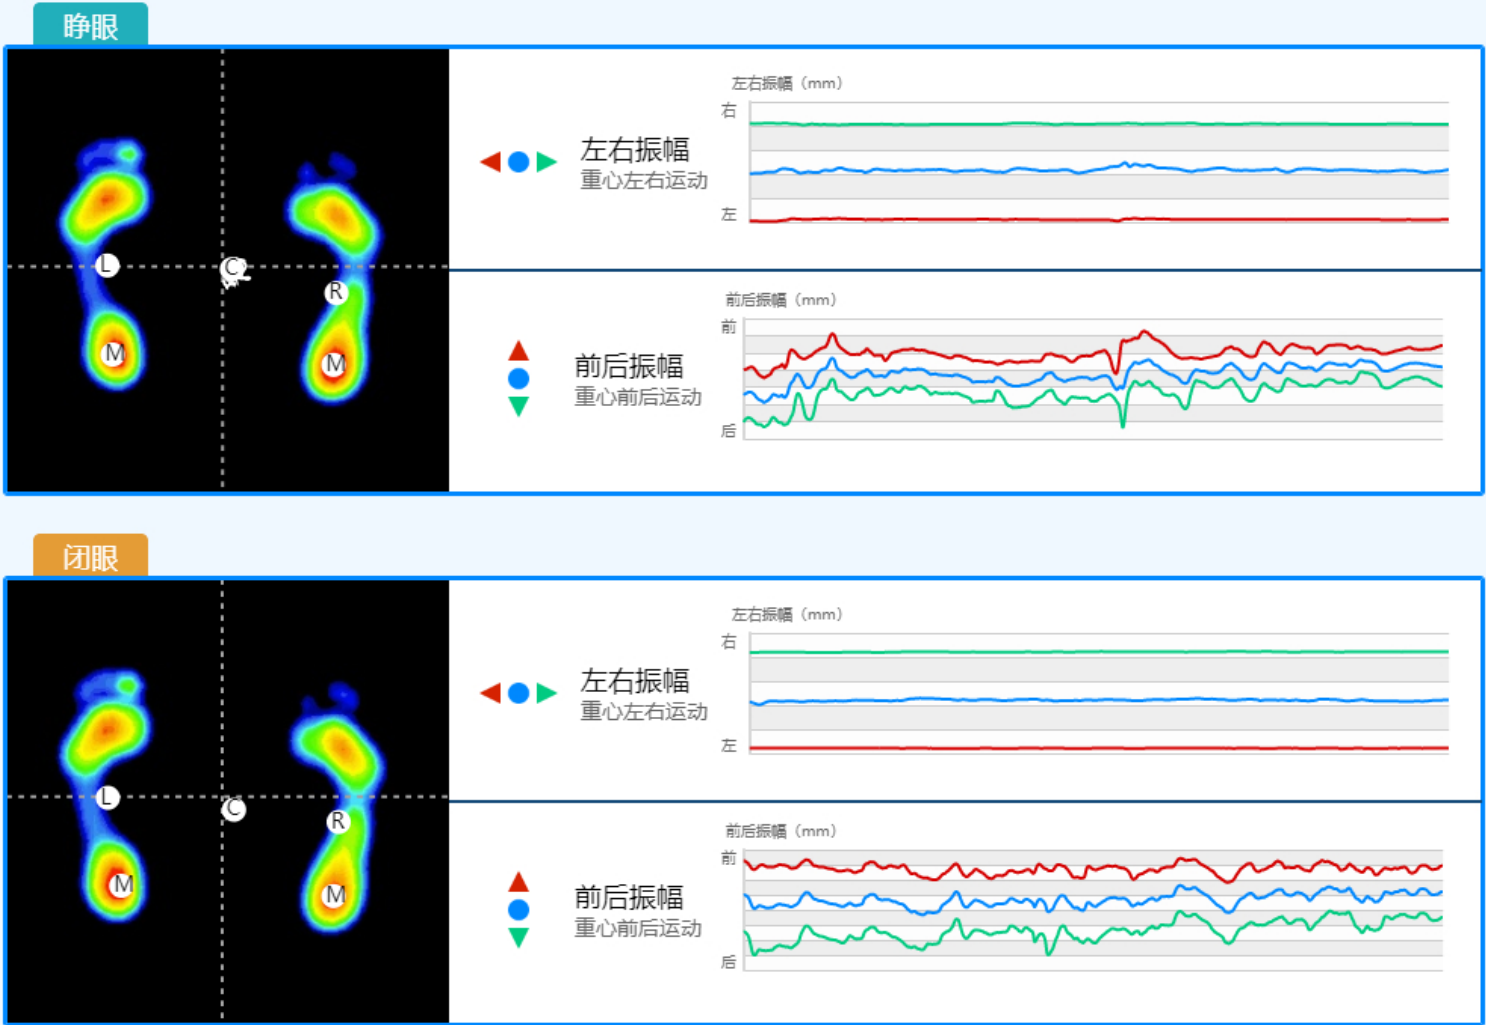 睁眼
左右振幅（mm）
右
左右振幅
重心左右运动
左
L
C
R
M
M
前后振幅（mm）
前
前后振幅
重心前后运动
后
闭眼
左右振幅（mm）
右
左右振幅
重心左右运动
左
L
C
R
M
M
前后振幅（mm）
前
前后振幅
重心前后运动
后